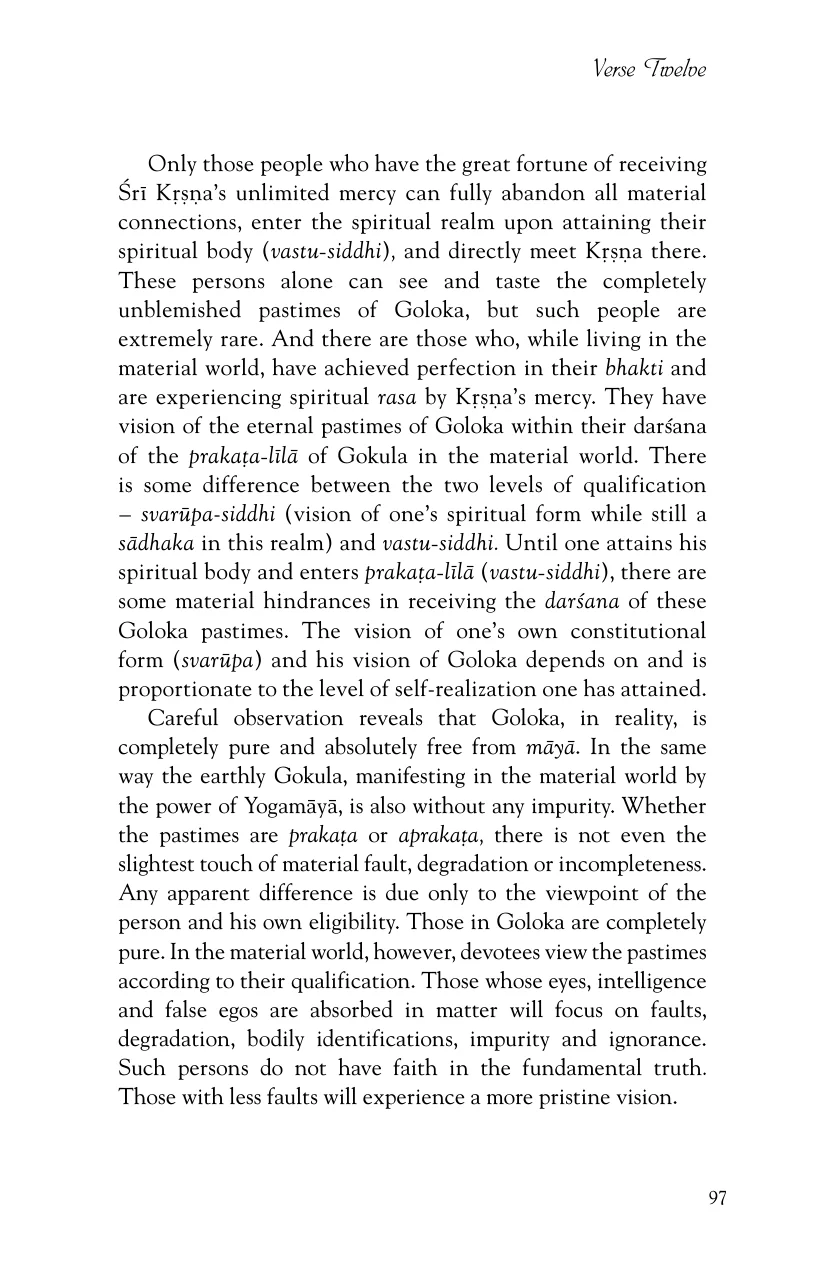 Verse Twelve
Only those people who have the great fortune of receiving
Śrī Kṛṣṇa’s unlimited mercy can fully abandon all material
connections, enter the spiritual realm upon attaining their
spiritual body (vastu-siddhi), and directly meet Kṛṣṇa there.
These persons alone can see and taste the completely
unblemished pastimes of Goloka, but such people are
extremely rare. And there are those who, while living in the
material world, have achieved perfection in their bhakti and
are experiencing spiritual rasa by Kṛṣṇa’s mercy. They have
vision of the eternal pastimes of Goloka within their darśana
of the prakaṭa-līlā of Gokula in the material world. There
is some difference between the two levels of qualification
– svarūpa-siddhi (vision of one’s spiritual form while still a
sādhaka in this realm) and vastu-siddhi. Until one attains his
spiritual body and enters prakaṭa-līlā (vastu-siddhi), there are
some material hindrances in receiving the darśana of these
Goloka pastimes. The vision of one’s own constitutional
form (svarūpa) and his vision of Goloka depends on and is
proportionate to the level of self-realization one has attained.
Careful observation reveals that Goloka, in reality, is
completely pure and absolutely free from māyā. In the same
way the earthly Gokula, manifesting in the material world by
the power of Yogamāyā, is also without any impurity. Whether
the pastimes are prakaṭa or aprakaṭa, there is not even the
slightest touch of material fault, degradation or incompleteness.
Any apparent difference is due only to the viewpoint of the
person and his own eligibility. Those in Goloka are completely
pure. In the material world, however, devotees view the pastimes
according to their qualification. Those whose eyes, intelligence
and false egos are absorbed in matter will focus on faults,
degradation, bodily identifications, impurity and ignorance.
Such persons do not have faith in the fundamental truth.
Those with less faults will experience a more pristine vision.
97